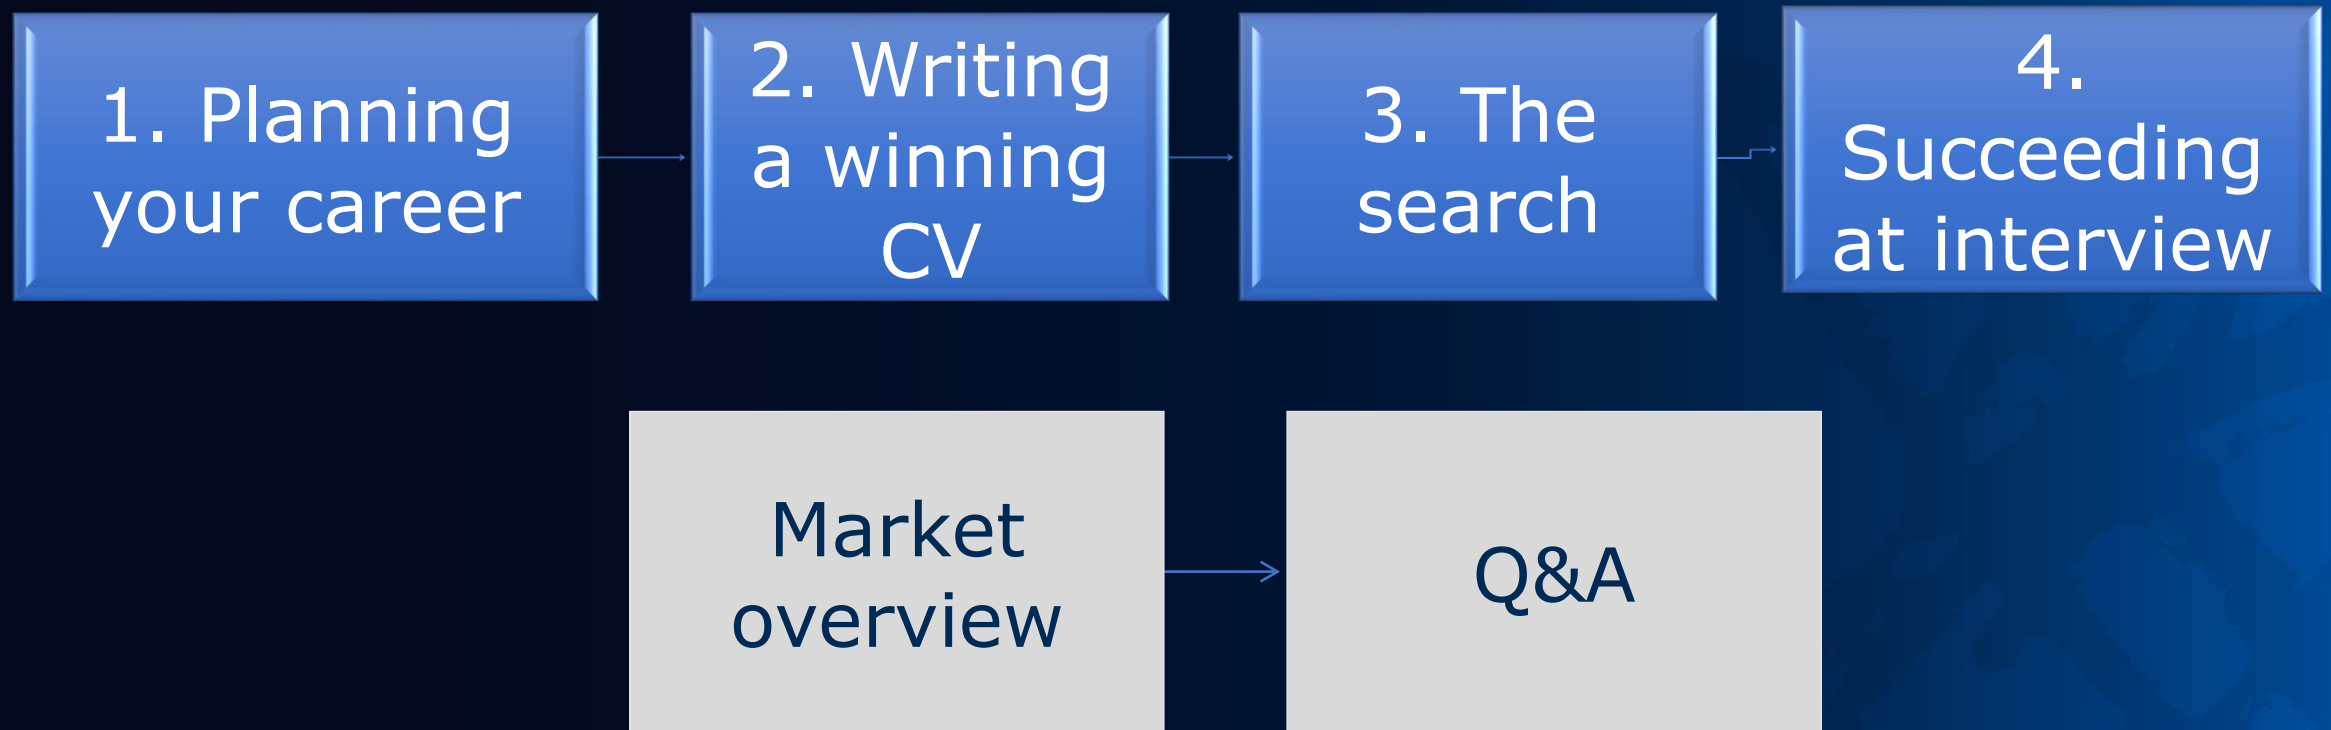 1. Planning
your career
2. Writing
a winning
CV
3. The
search
4.
Succeeding
at interview
Market
overview
Q&A